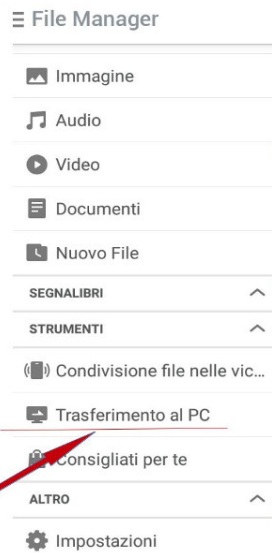 File Manager
Immagine
Audio
Video
Documenti
Nuovo File
SEGNALIBRI
STRUMENTI
Condivisione file nelle vic...
Trasferimento al PC
Consigliati per te
ALTRO
Impostazioni